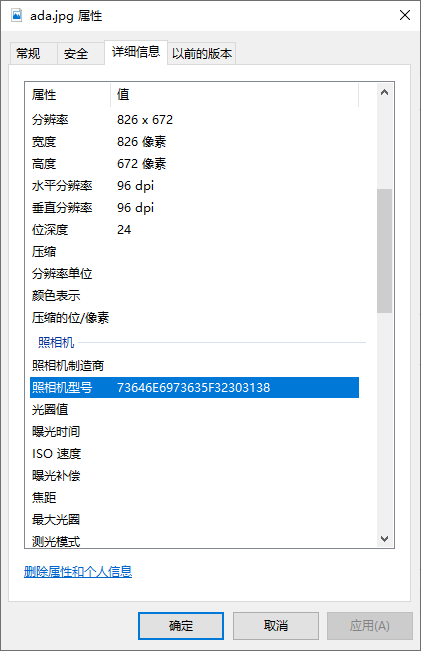 ada.jpg 属性
常规 安全 详细信息 以前的版本
属性 值
分辨率 826 x 672
宽度 826 像素
高度 672 像素
水平分辨率 96 dpi
垂直分辨率 96 dpi
位深度 24
压缩
分辨率单位
颜色表示
压缩的位/像素
照相机
照相机制造商
照相机型号 73646E6973635F32303138
光圈值
曝光时间
ISO 速度
曝光补偿
焦距
最大光圈
测光模式
删除属性和个人信息
确定 取消 应用(A)